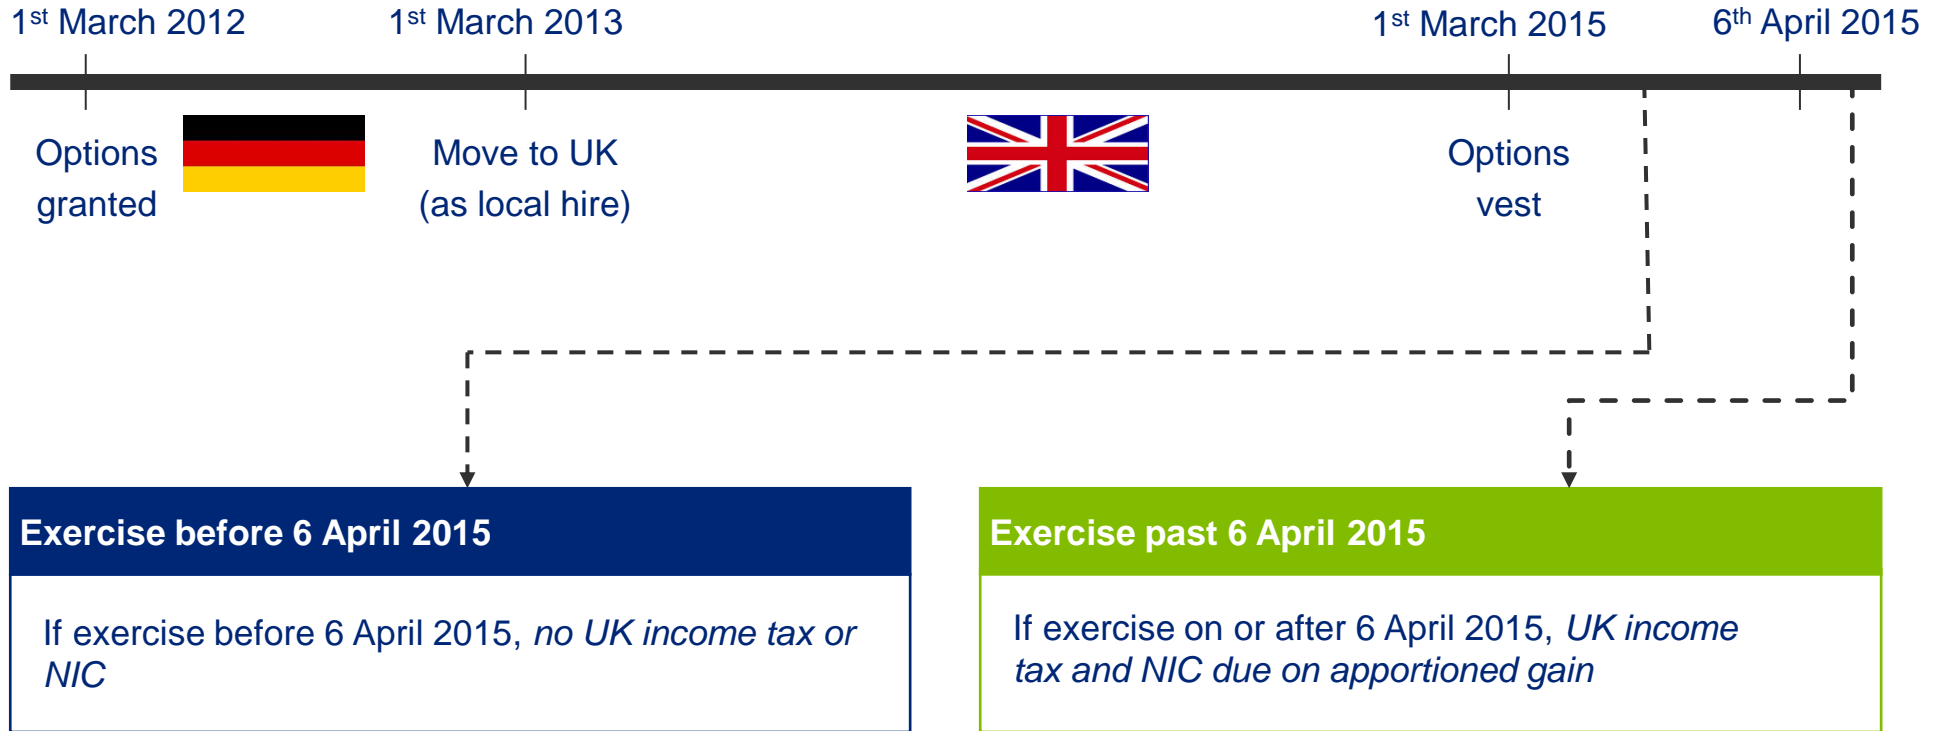 1st March 2012
1st March 2013
1st March 2015
6th April 2015
Options
granted
Move to UK
(as local hire)
Options
vest
Exercise before 6 April 2015
If exercise before 6 April 2015, no UK income tax or
NIC
Exercise past 6 April 2015
If exercise on or after 6 April 2015, UK income
tax and NIC due on apportioned gain